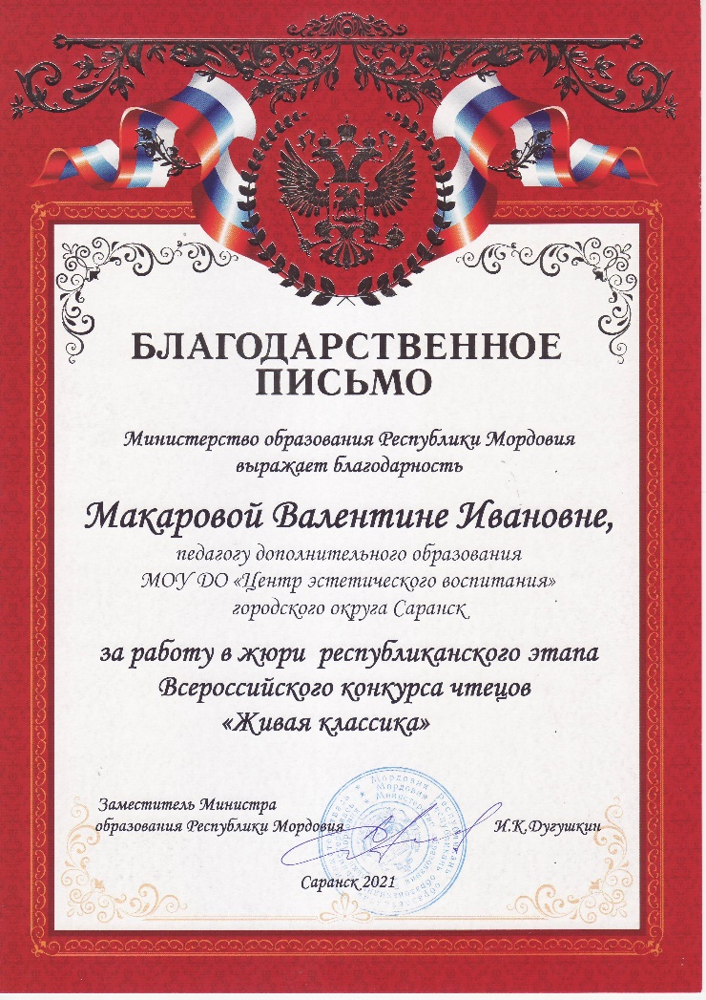 БЛАГОДАРСТВЕННОЕ
ПИСЬМО
Министерство образования Республики Мордовия
выражает благодарность
Макаровой Валентине Ивановне,
педагогу дополнительного образования
МОУ ДО «Центр эстетического воспитания»
городского округа Саранск
за работу в жюри республиканского этапа
Всероссийского конкурса чтецов
«Живая классика»
Заместитель Министра
образования Республики Мордовия И.К.Дугушкин
Саранск 2021